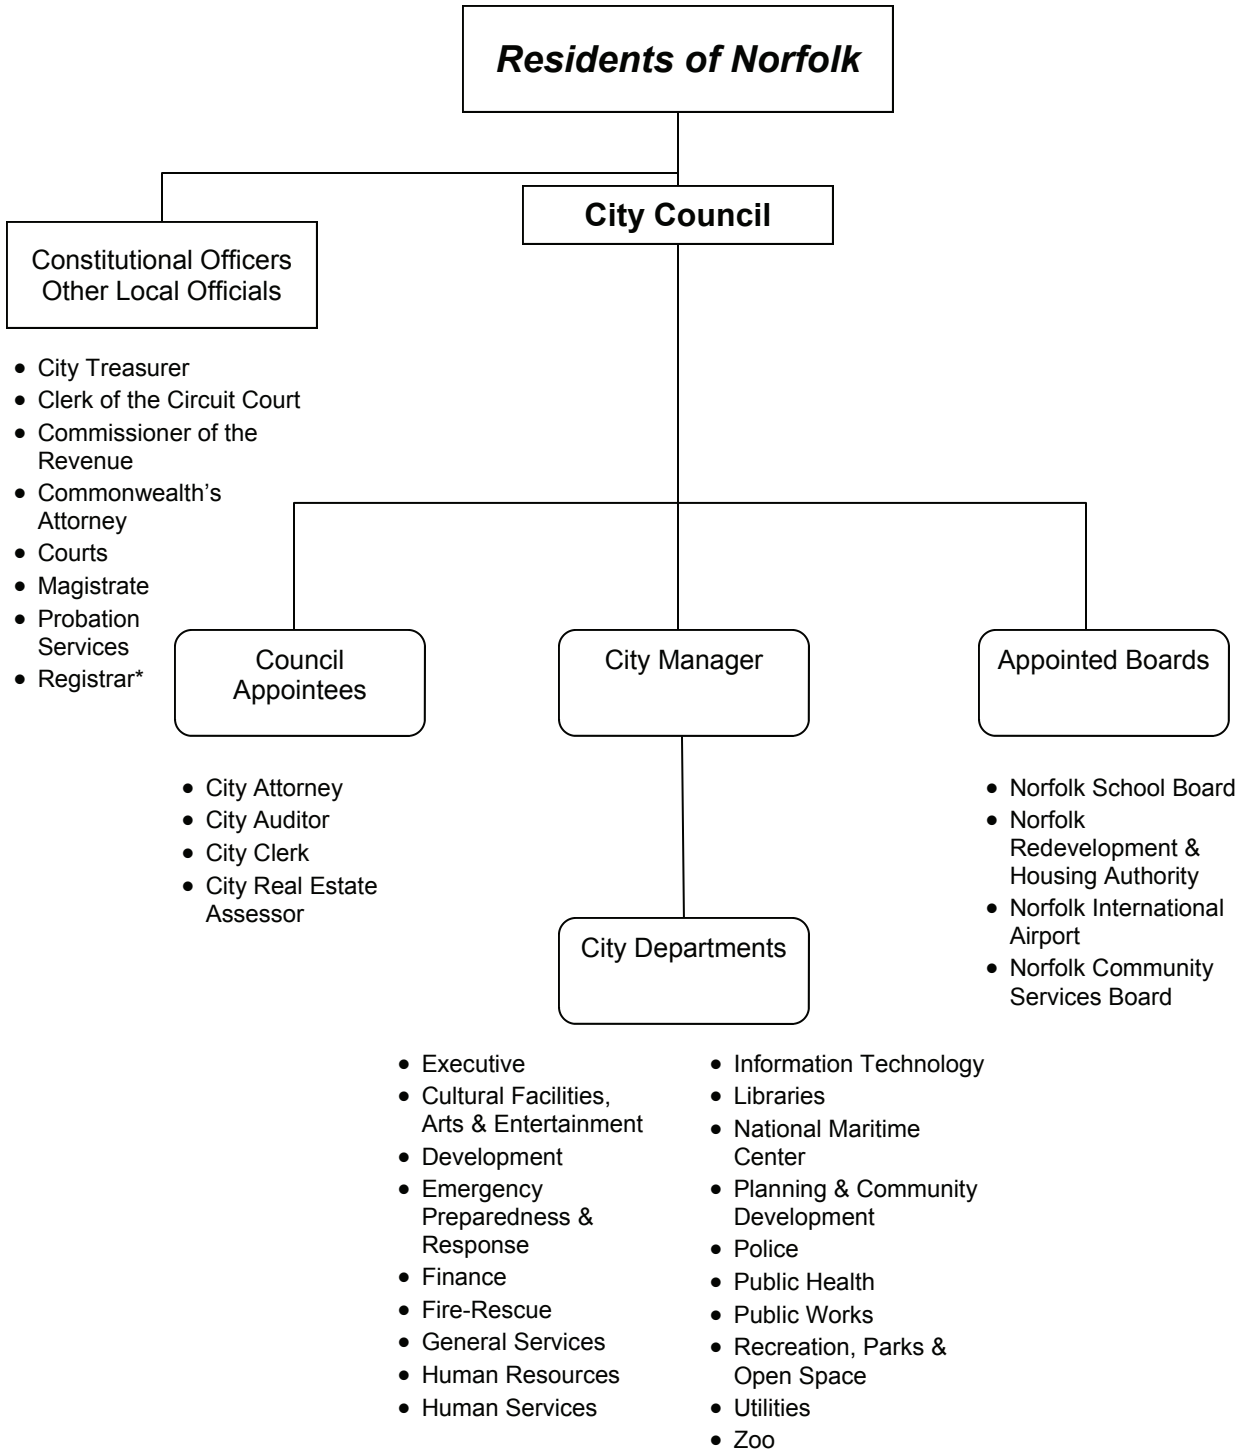 Residents of Norfolk
City Council
Constitutional Officers
Other Local Officials
• City Treasurer
• Clerk of the Circuit Court
• Commissioner of the
Revenue
• Commonwealth’s
Attorney
• Courts
• Magistrate
• Probation
Services
• Registrar*
Council
Appointees
• City Attorney
• City Auditor
• City Clerk
• City Real Estate
Assessor
City Manager
City Departments
• Executive
• Cultural Facilities,
Arts & Entertainment
• Development
• Emergency
Preparedness &
Response
• Finance
• Fire-Rescue
• General Services
• Human Resources
• Human Services
• Information Technology
• Libraries
• National Maritime
Center
• Planning & Community
Development
• Police
• Public Health
• Public Works
• Recreation, Parks &
Open Space
• Utilities
• Zoo
Appointed Boards
• Norfolk School Board
• Norfolk
Redevelopment &
Housing Authority
• Norfolk International
Airport
• Norfolk Community
Services Board